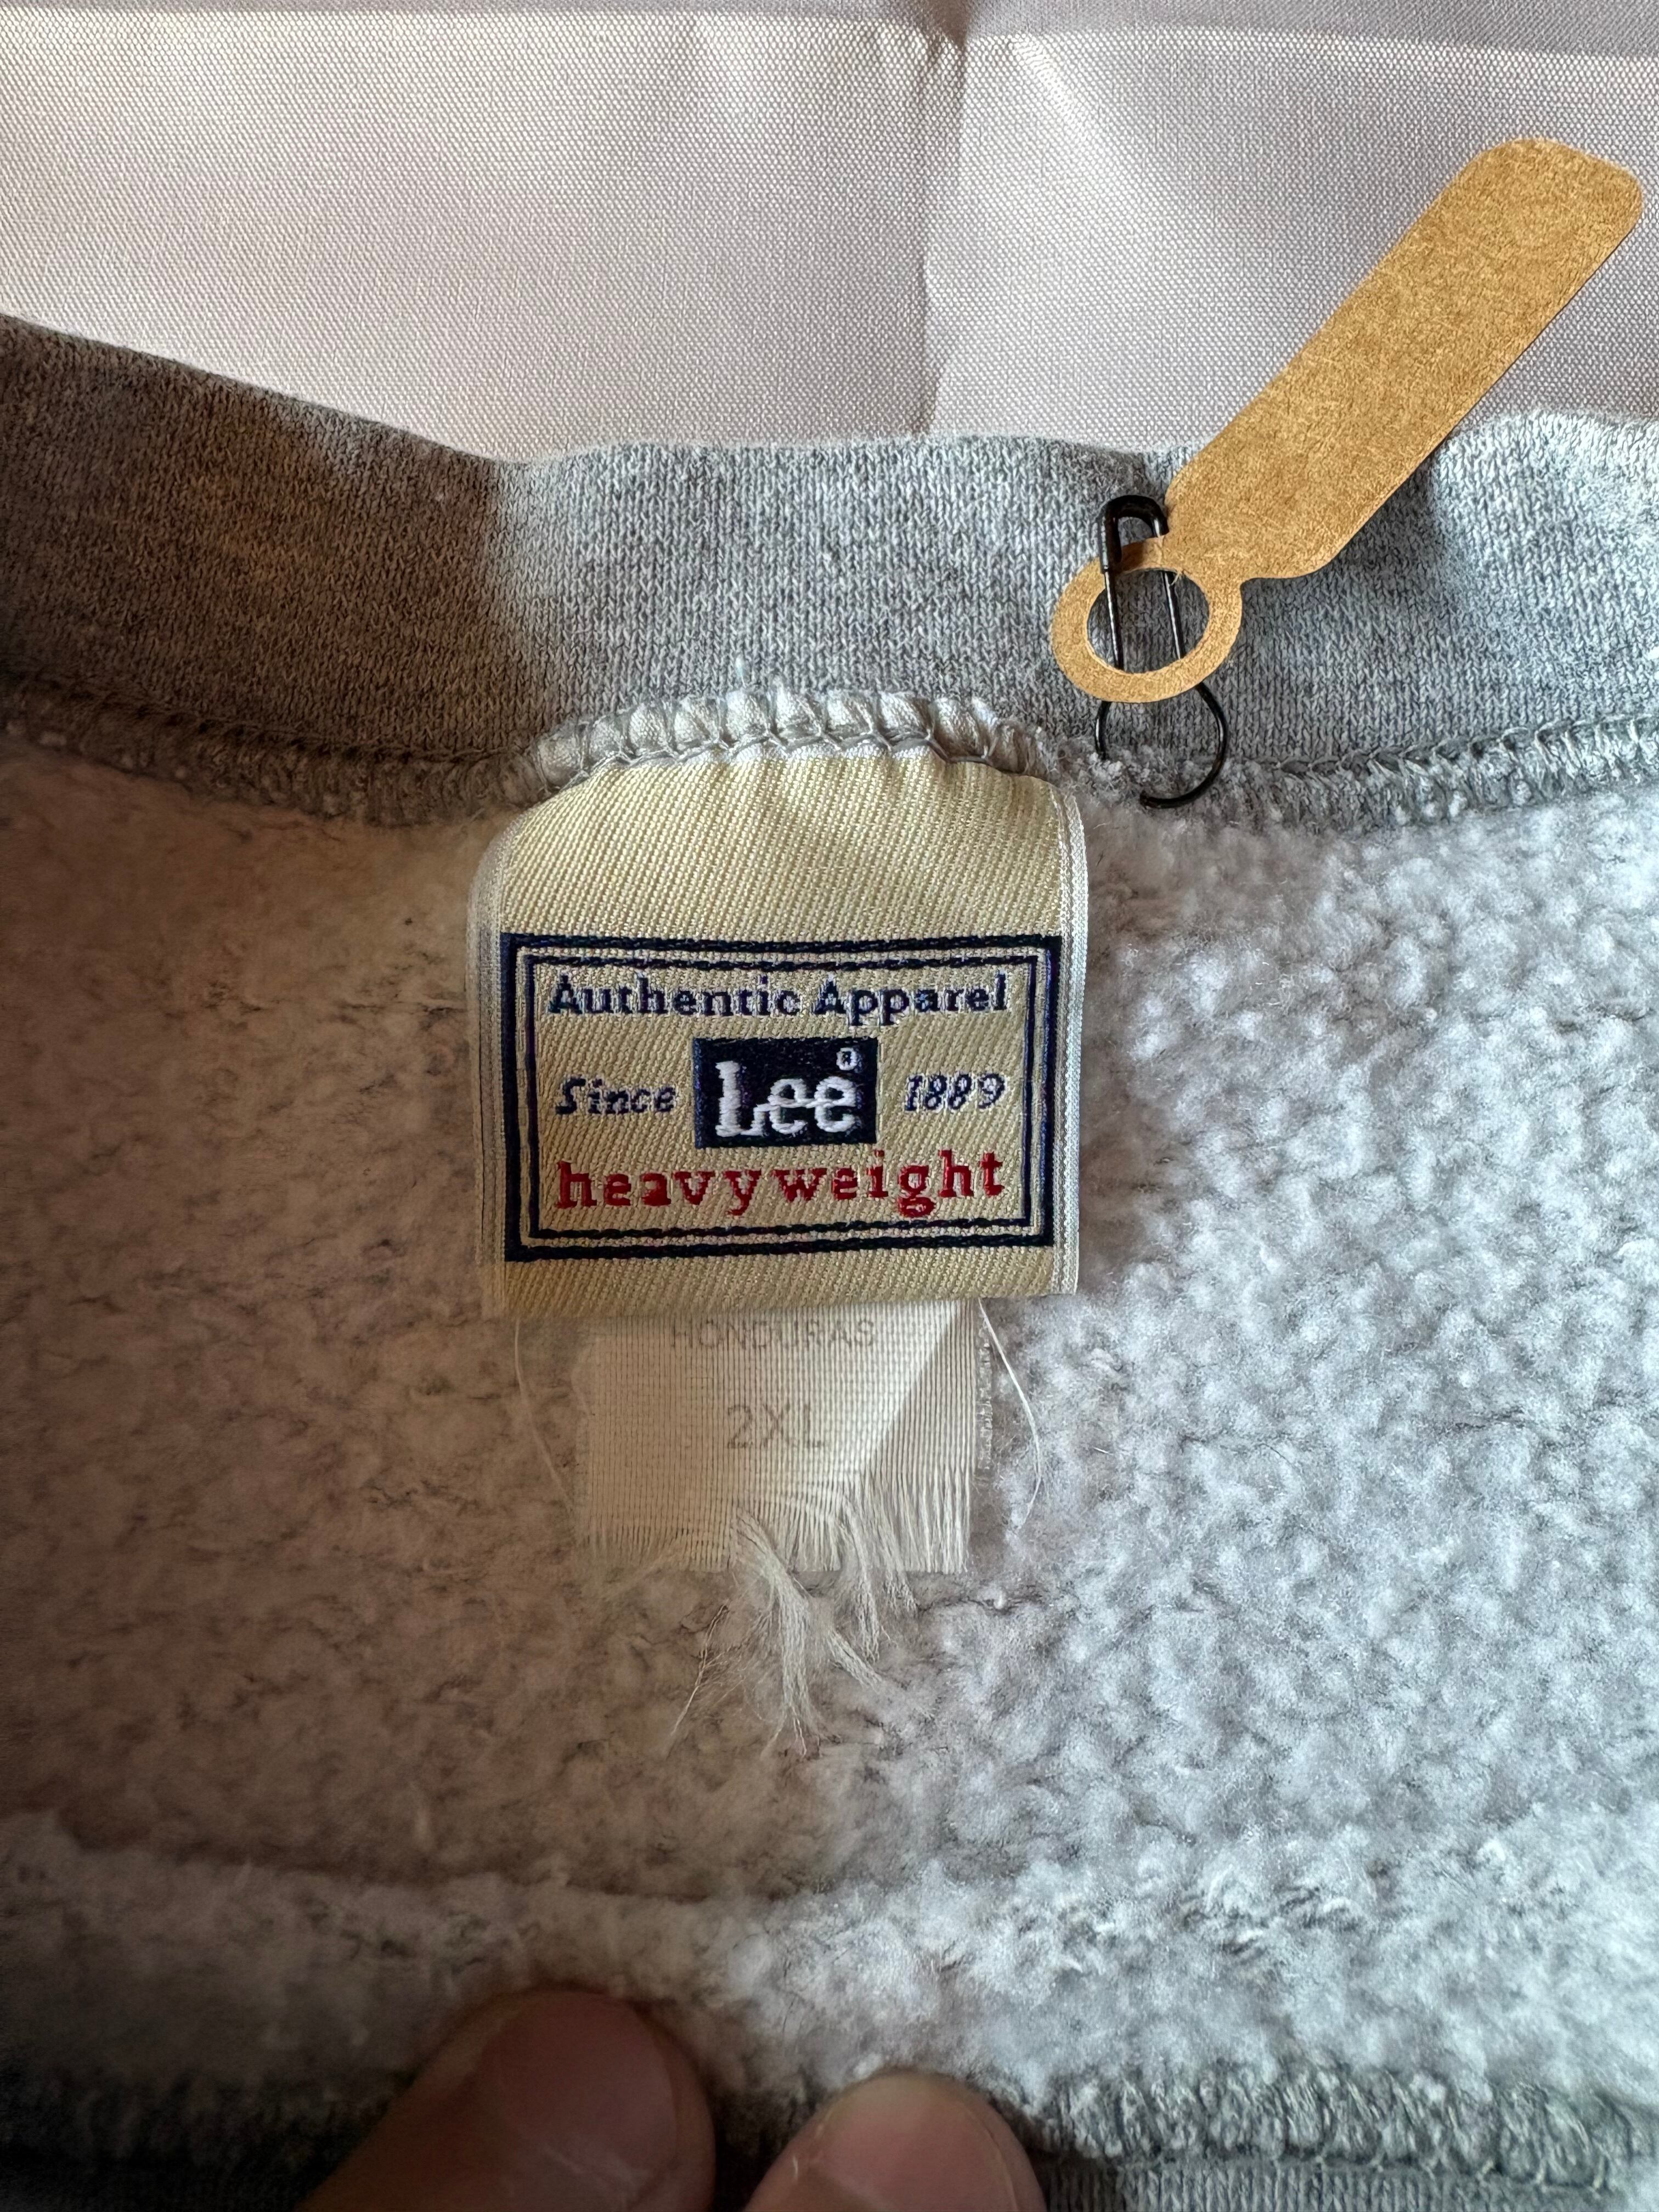 Authentic Apparel
Since Lee® 1889
heavyweight
HONDURAS
2XL